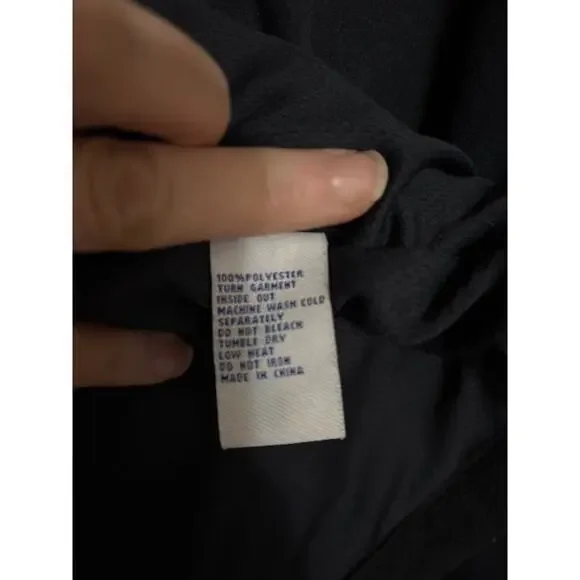 100%POLYESTER
TURN GARMENT
INSIDE OUT
MACHINE WASH COLD
SEPARATELY
DO NOT BLEACH
TUMBLE DRY
LOW HEAT
DO NOT IRON
MADE IN CHINA